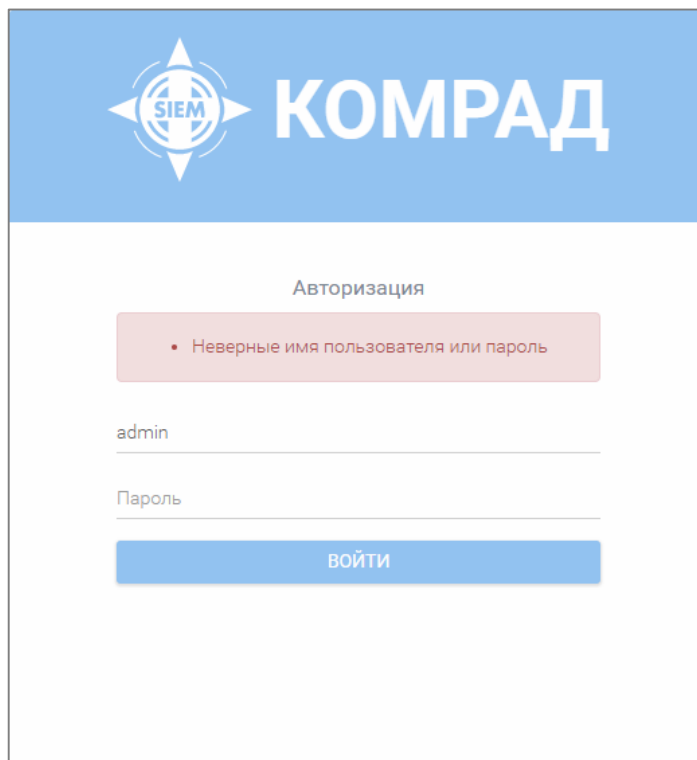 SIEM
КОМРАД
Авторизация
• Неверные имя пользователя или пароль
admin
Пароль
ВОЙТИ